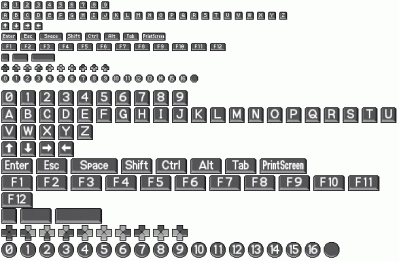 0 1 2 3 4 5 6 7 8 9
A B C D E F G H I J K L M N O P Q R S T U V W X Y Z
↑ ↓ → ←
Enter Esc Space Shift Ctrl Alt Tab PrintScreen
F1 F2 F3 F4 F5 F6 F7 F8 F9 F10 F11 F12
0 1 2 3 4 5 6 7 8 9 10 11 12 13 14 15 16
0 1 2 3 4 5 6 7 8 9
A B C D E F G H I J K L M N O P Q R S T U
V W X Y Z
↑ ↓ → ←
Enter Esc Space Shift Ctrl Alt Tab PrintScreen
F1 F2 F3 F4 F5 F6 F7 F8 F9 F10 F11
F12
0 1 2 3 4 5 6 7 8 9 10 11 12 13 14 15 16